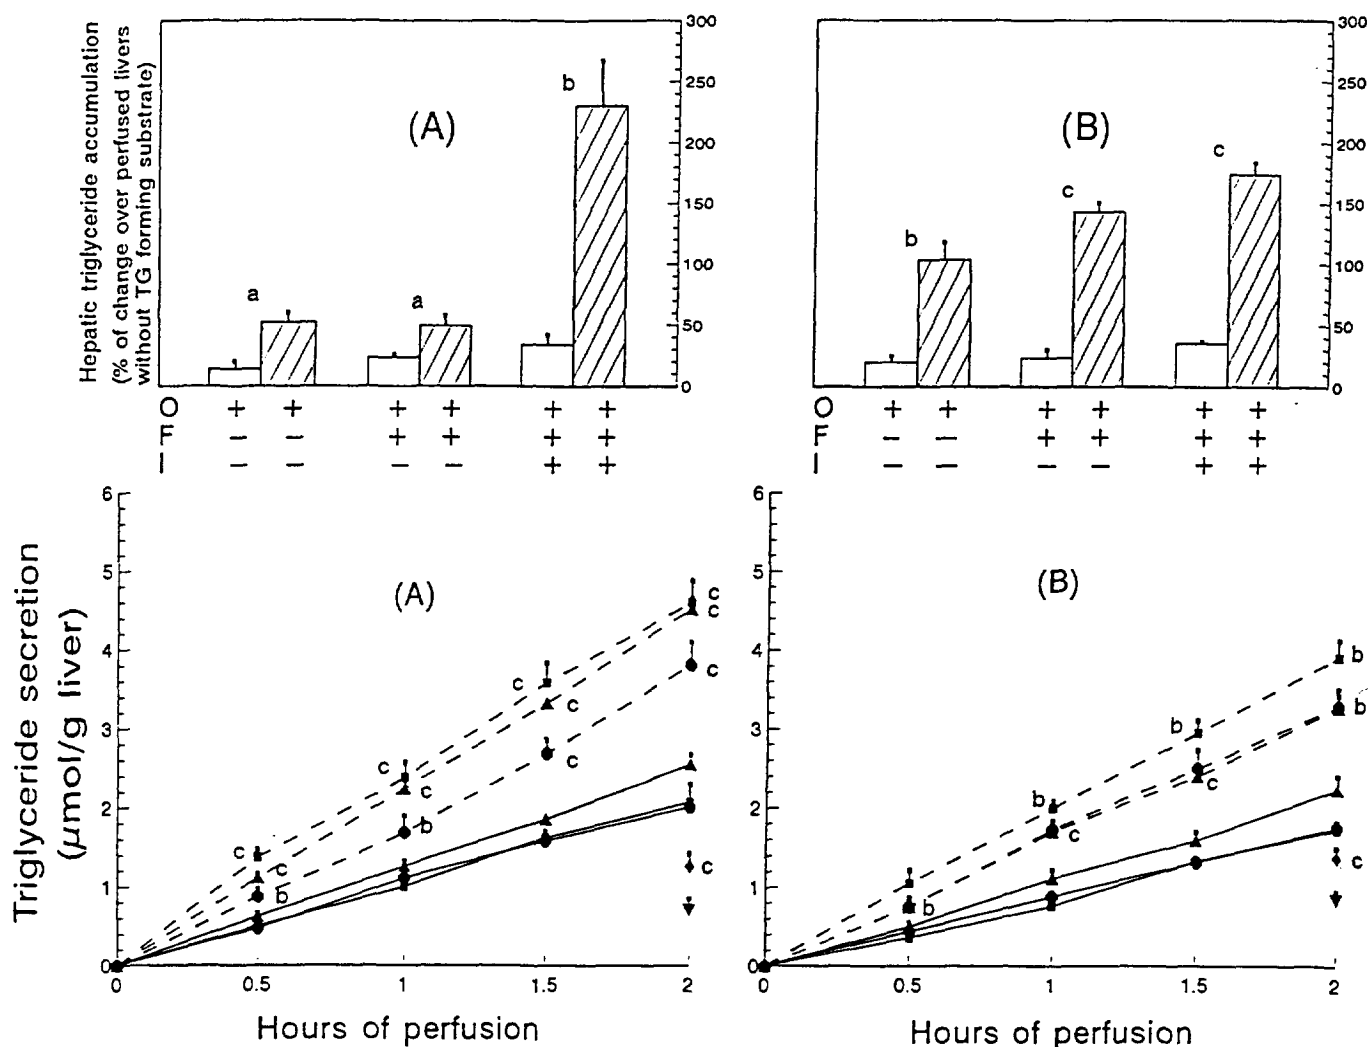 Hepatic triglyceride accumulation
(% of change over perfused livers
without TG forming substrate)
(A)
a
a
b
300
250
200
150
100
50
0
O + + + + + +
F − − + + + +
I − − − − + +
(B)
b
c
c
300
250
200
150
100
50
0
O + + + + + +
F − − + + + +
I − − − − + +
Triglyceride secretion
(μmol/g liver)
(A)
6
5
4
3
2
1
0
c
c
b
c
c
b
c
c
c
c
c
c
c
0 0.5 1 1.5 2
Hours of perfusion
(B)
6
5
4
3
2
1
0
b
b
c
b
c
b
b
c
0 0.5 1 1.5 2
Hours of perfusion